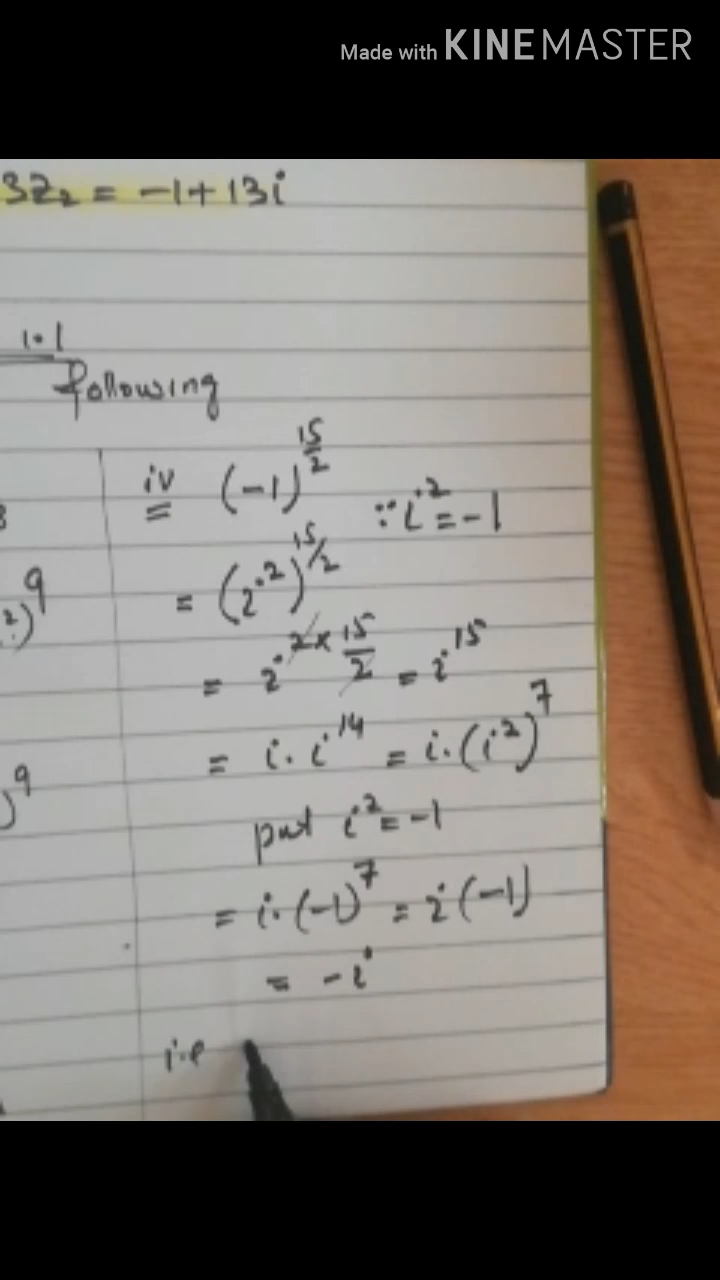 Made with KINEMASTER
3Z₂ = -1+13i
1.1
following
iv (-1)^(15/2)
∵ i² = -1
= (i²)^(15/2)
= i^(2×15/2) = i^15
= i.i^14 = i.(i²)^7
put i² = -1
= i.(-1)^7 = i(-1)
= -i
i.e